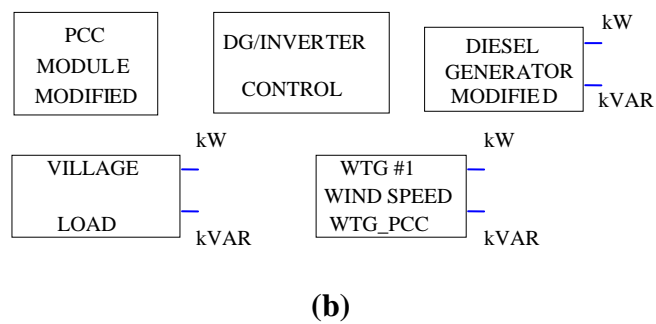 PCC
MODULE
MODIFIED
DG/INVERTER
CONTROL
DIESEL
GENERATOR
MODIFIED
kW
kVAR
VILLAGE
LOAD
kW
kVAR
WTG #1
WIND SPEED
WTG_PCC
kW
kVAR
(b)